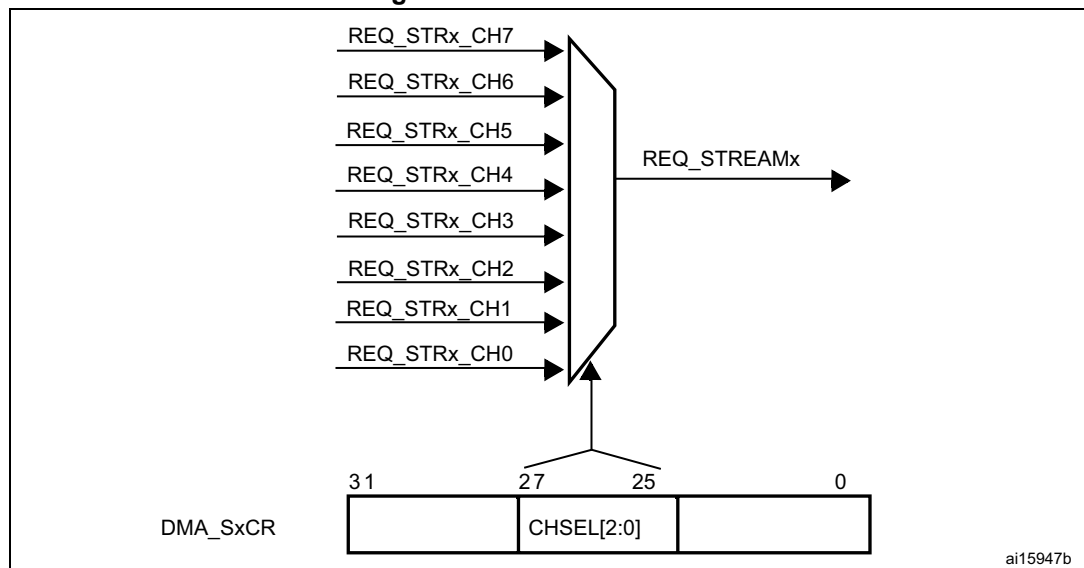 REQ_STRx_CH7
REQ_STRx_CH6
REQ_STRx_CH5
REQ_STRx_CH4
REQ_STREAMx
REQ_STRx_CH3
REQ_STRx_CH2
REQ_STRx_CH1
REQ_STRx_CH0
31 27 25 0
DMA_SxCR CHSEL[2:0]
ai15947b